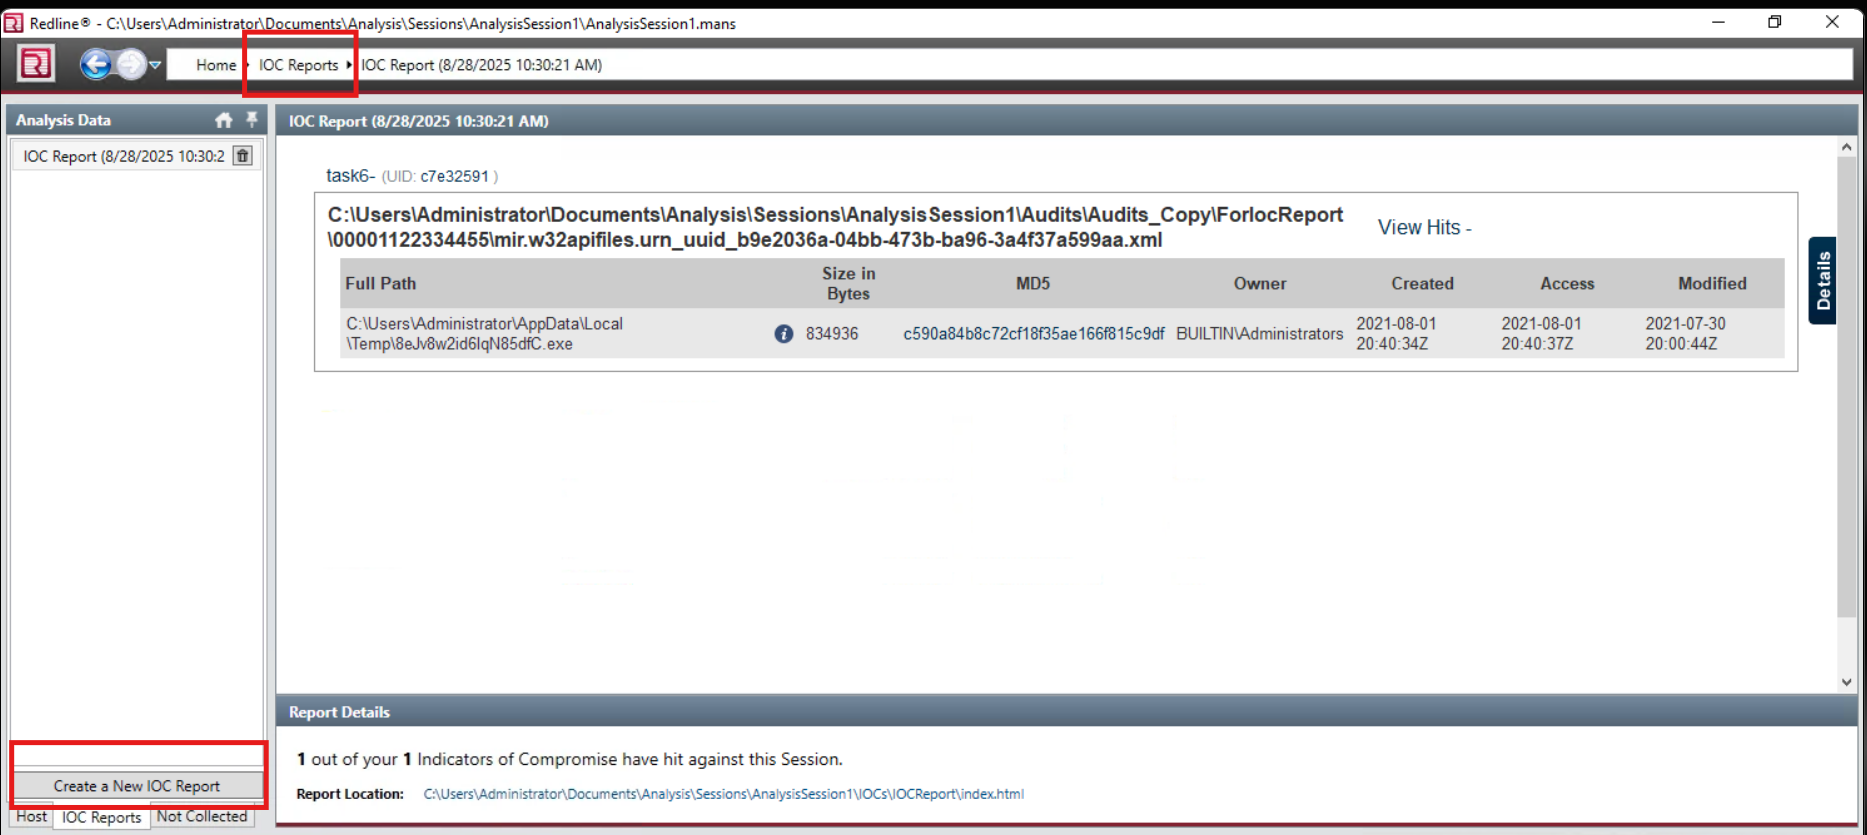 Redline® - C:\Users\Administrator\Documents\Analysis\Sessions\AnalysisSession1\AnalysisSession1.mans
Home
IOC Reports
IOC Report (8/28/2025 10:30:21 AM)
Analysis Data
IOC Report (8/28/2025 10:30:2
IOC Report (8/28/2025 10:30:21 AM)
task6- (UID: c7e32591 )
C:\Users\Administrator\Documents\Analysis\Sessions\AnalysisSession1\Audits\Audits_Copy\ForIocReport
\00001122334455\mir.w32apifiles.urn_uuid_b9e2036a-04bb-473b-ba96-3a4f37a599aa.xml
View Hits -
Full Path
Size in
Bytes
MD5
Owner
Created
Access
Modified
C:\Users\Administrator\AppData\Local
\Temp\8eJv8w2id6IqN85dfC.exe
834936
c590a84b8c72cf18f35ae166f815c9df
BUILTIN\Administrators
2021-08-01
20:40:34Z
2021-08-01
20:40:37Z
2021-07-30
20:00:44Z
Details
Report Details
1 out of your 1 Indicators of Compromise have hit against this Session.
Report Location: C:\Users\Administrator\Documents\Analysis\Sessions\AnalysisSession1\IOCs\IOCReport\index.html
Create a New IOC Report
Host
IOC Reports
Not Collected